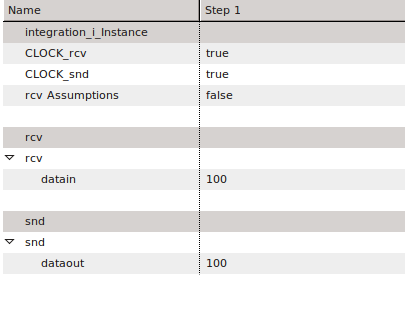 Name Step 1
integration_i_Instance
CLOCK_rcv true
CLOCK_snd true
rcv Assumptions false
rcv
rcv
datain 100
snd
snd
dataout 100